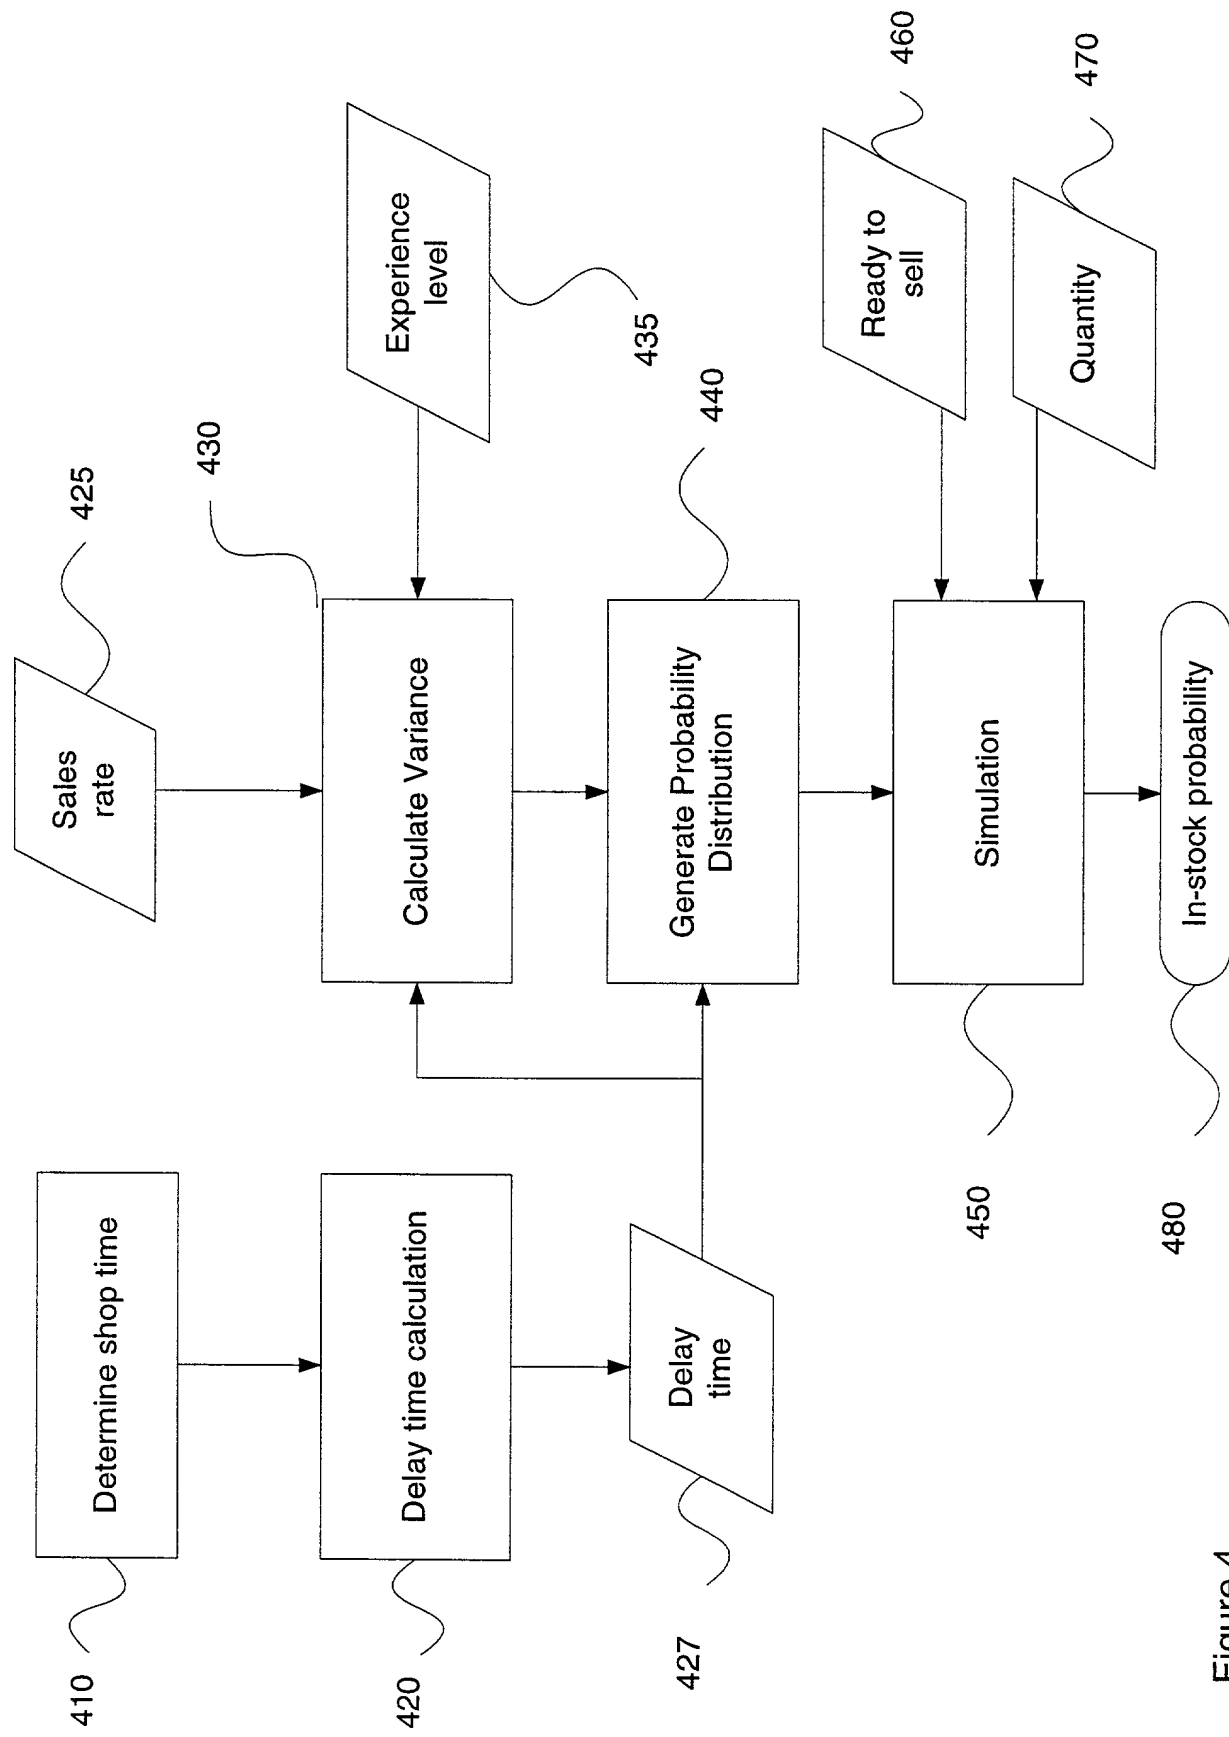 410
Determine shop time
420
Delay time calculation
427
Delay
time
Sales
rate
425
430
Calculate Variance
Experience
level
435
Generate Probability
Distribution
440
Simulation
450
Ready to
sell
460
Quantity
470
In-stock probability
480
Figure 4